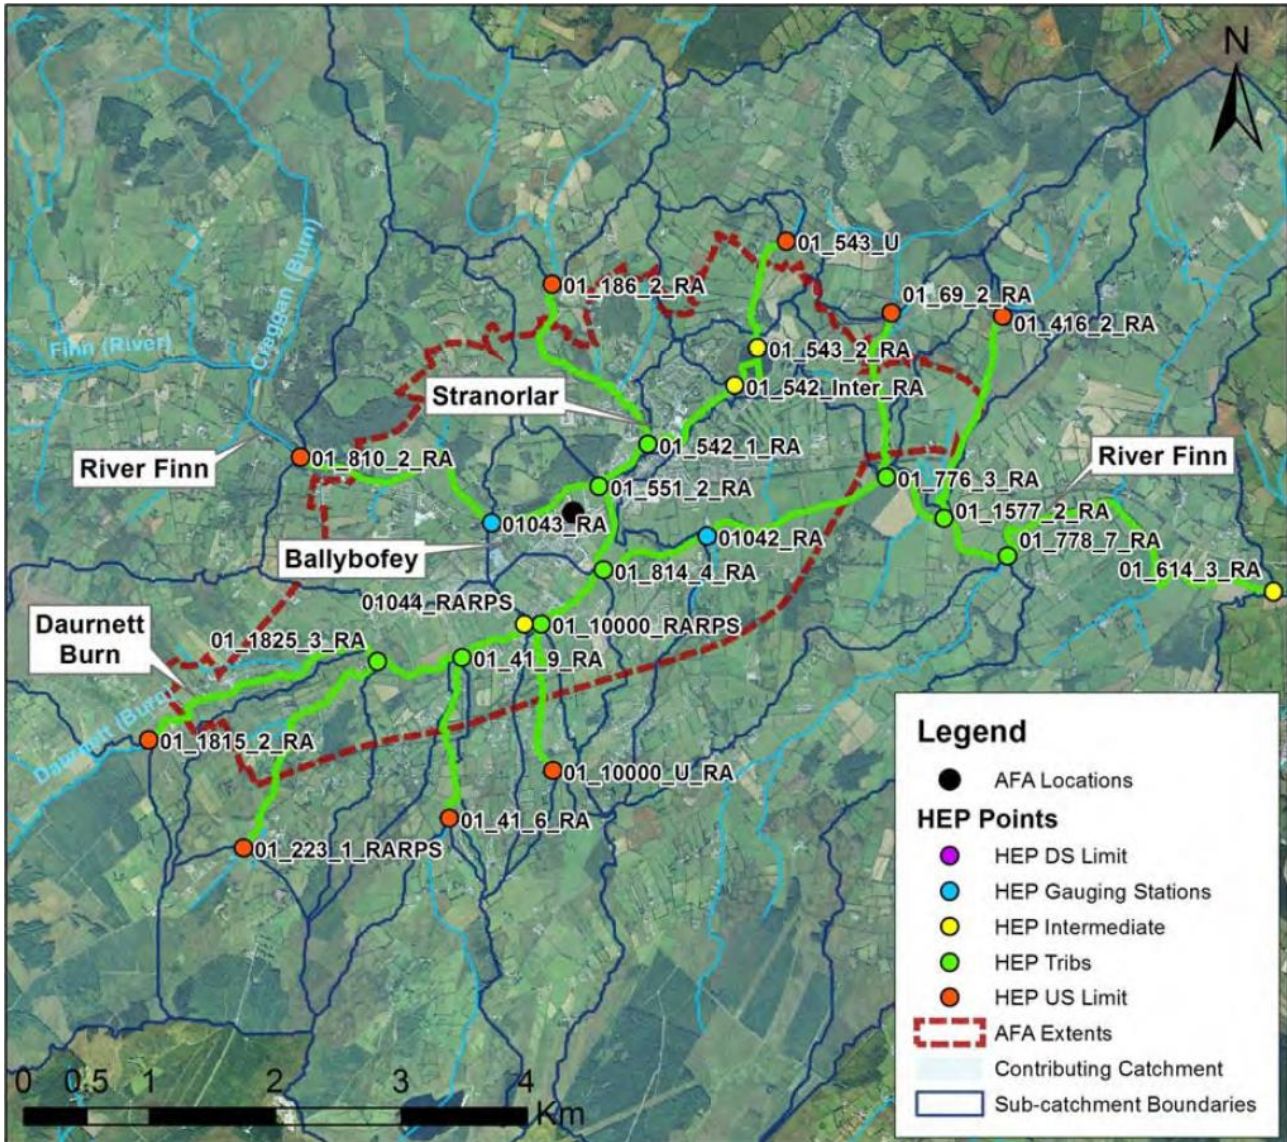 N
01_543_U
01_186_2_RA
01_69_2_RA
01_416_2_RA
Creggan (Burn)
Finn (River)
01_543_2_RA
01_542_Inter_RA
Stranorlar
01_542_1_RA
River Finn
01_810_2_RA
River Finn
01_776_3_RA
01_551_2_RA
01043_RA
01_1577_2_RA
01042_RA
Ballybofey
01_778_7_RA
01_814_4_RA
01_614_3_RA
01044_RARPS
01_10000_RARPS
Daurnett
Burn
01_1825_3_RA
01_41_9_RA
Daurnett (Burn)
01_1815_2_RA
01_10000_U_RA
01_41_6_RA
01_223_1_RARPS
Legend
AFA Locations
HEP Points
HEP DS Limit
HEP Gauging Stations
HEP Intermediate
HEP Tribs
HEP US Limit
AFA Extents
Contributing Catchment
Sub-catchment Boundaries
0 0.5 1 2 3 4
Km